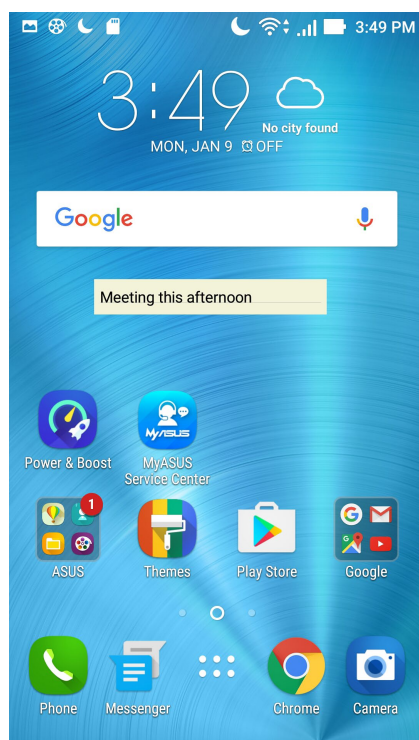 3:49 PM
3:49
No city found
MON, JAN 9 OFF
Google
Meeting this afternoon
MyASUS
Power & Boost
MyASUS
Service Center
1
G
ASUS
Themes
Play Store
Google
Phone
Messenger
Chrome
Camera